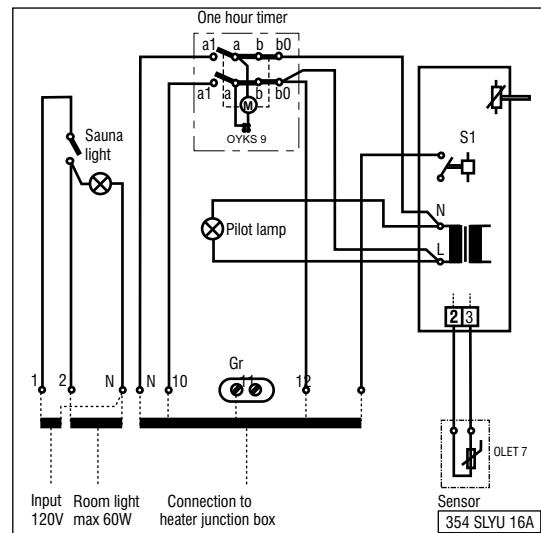 One hour timer
a1 a b b0
a1 a b b0
M
OYKS 9
Sauna
light
S1
N
Pilot lamp
L
2 3
Gr
1 2 N N 10 11 12
OLET 7
Input
120V
Room light
max 60W
Connection to
heater junction box
Sensor
354 SLYU 16A